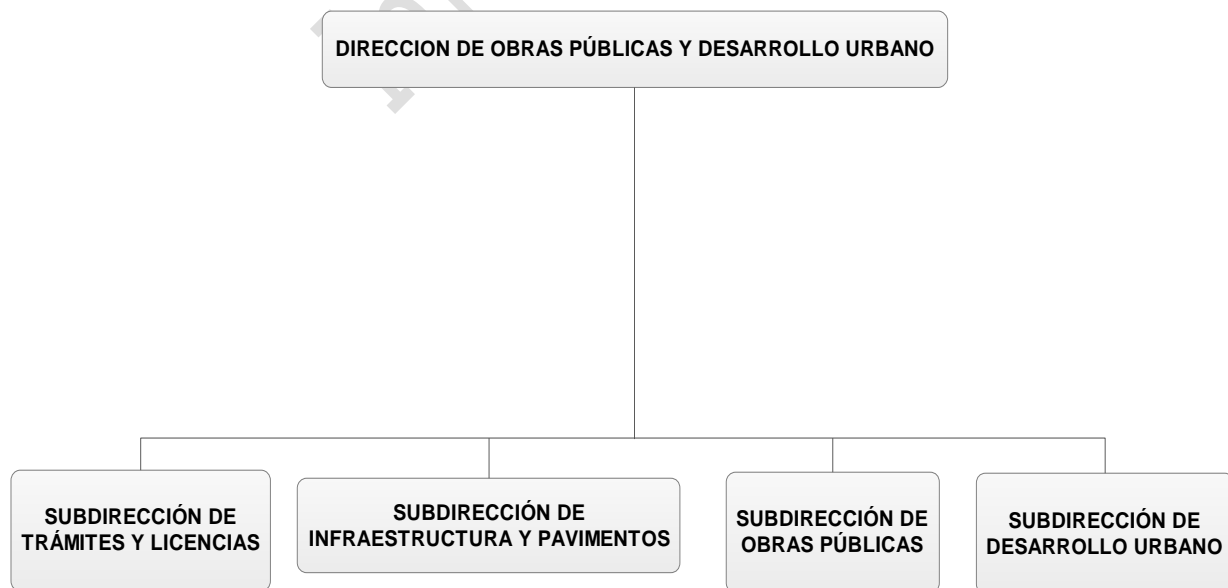 DIRECCION DE OBRAS PÚBLICAS Y DESARROLLO URBANO
SUBDIRECCIÓN DE
TRÁMITES Y LICENCIAS
SUBDIRECCIÓN DE
INFRAESTRUCTURA Y PAVIMENTOS
SUBDIRECCIÓN DE
OBRAS PÚBLICAS
SUBDIRECCIÓN DE
DESARROLLO URBANO